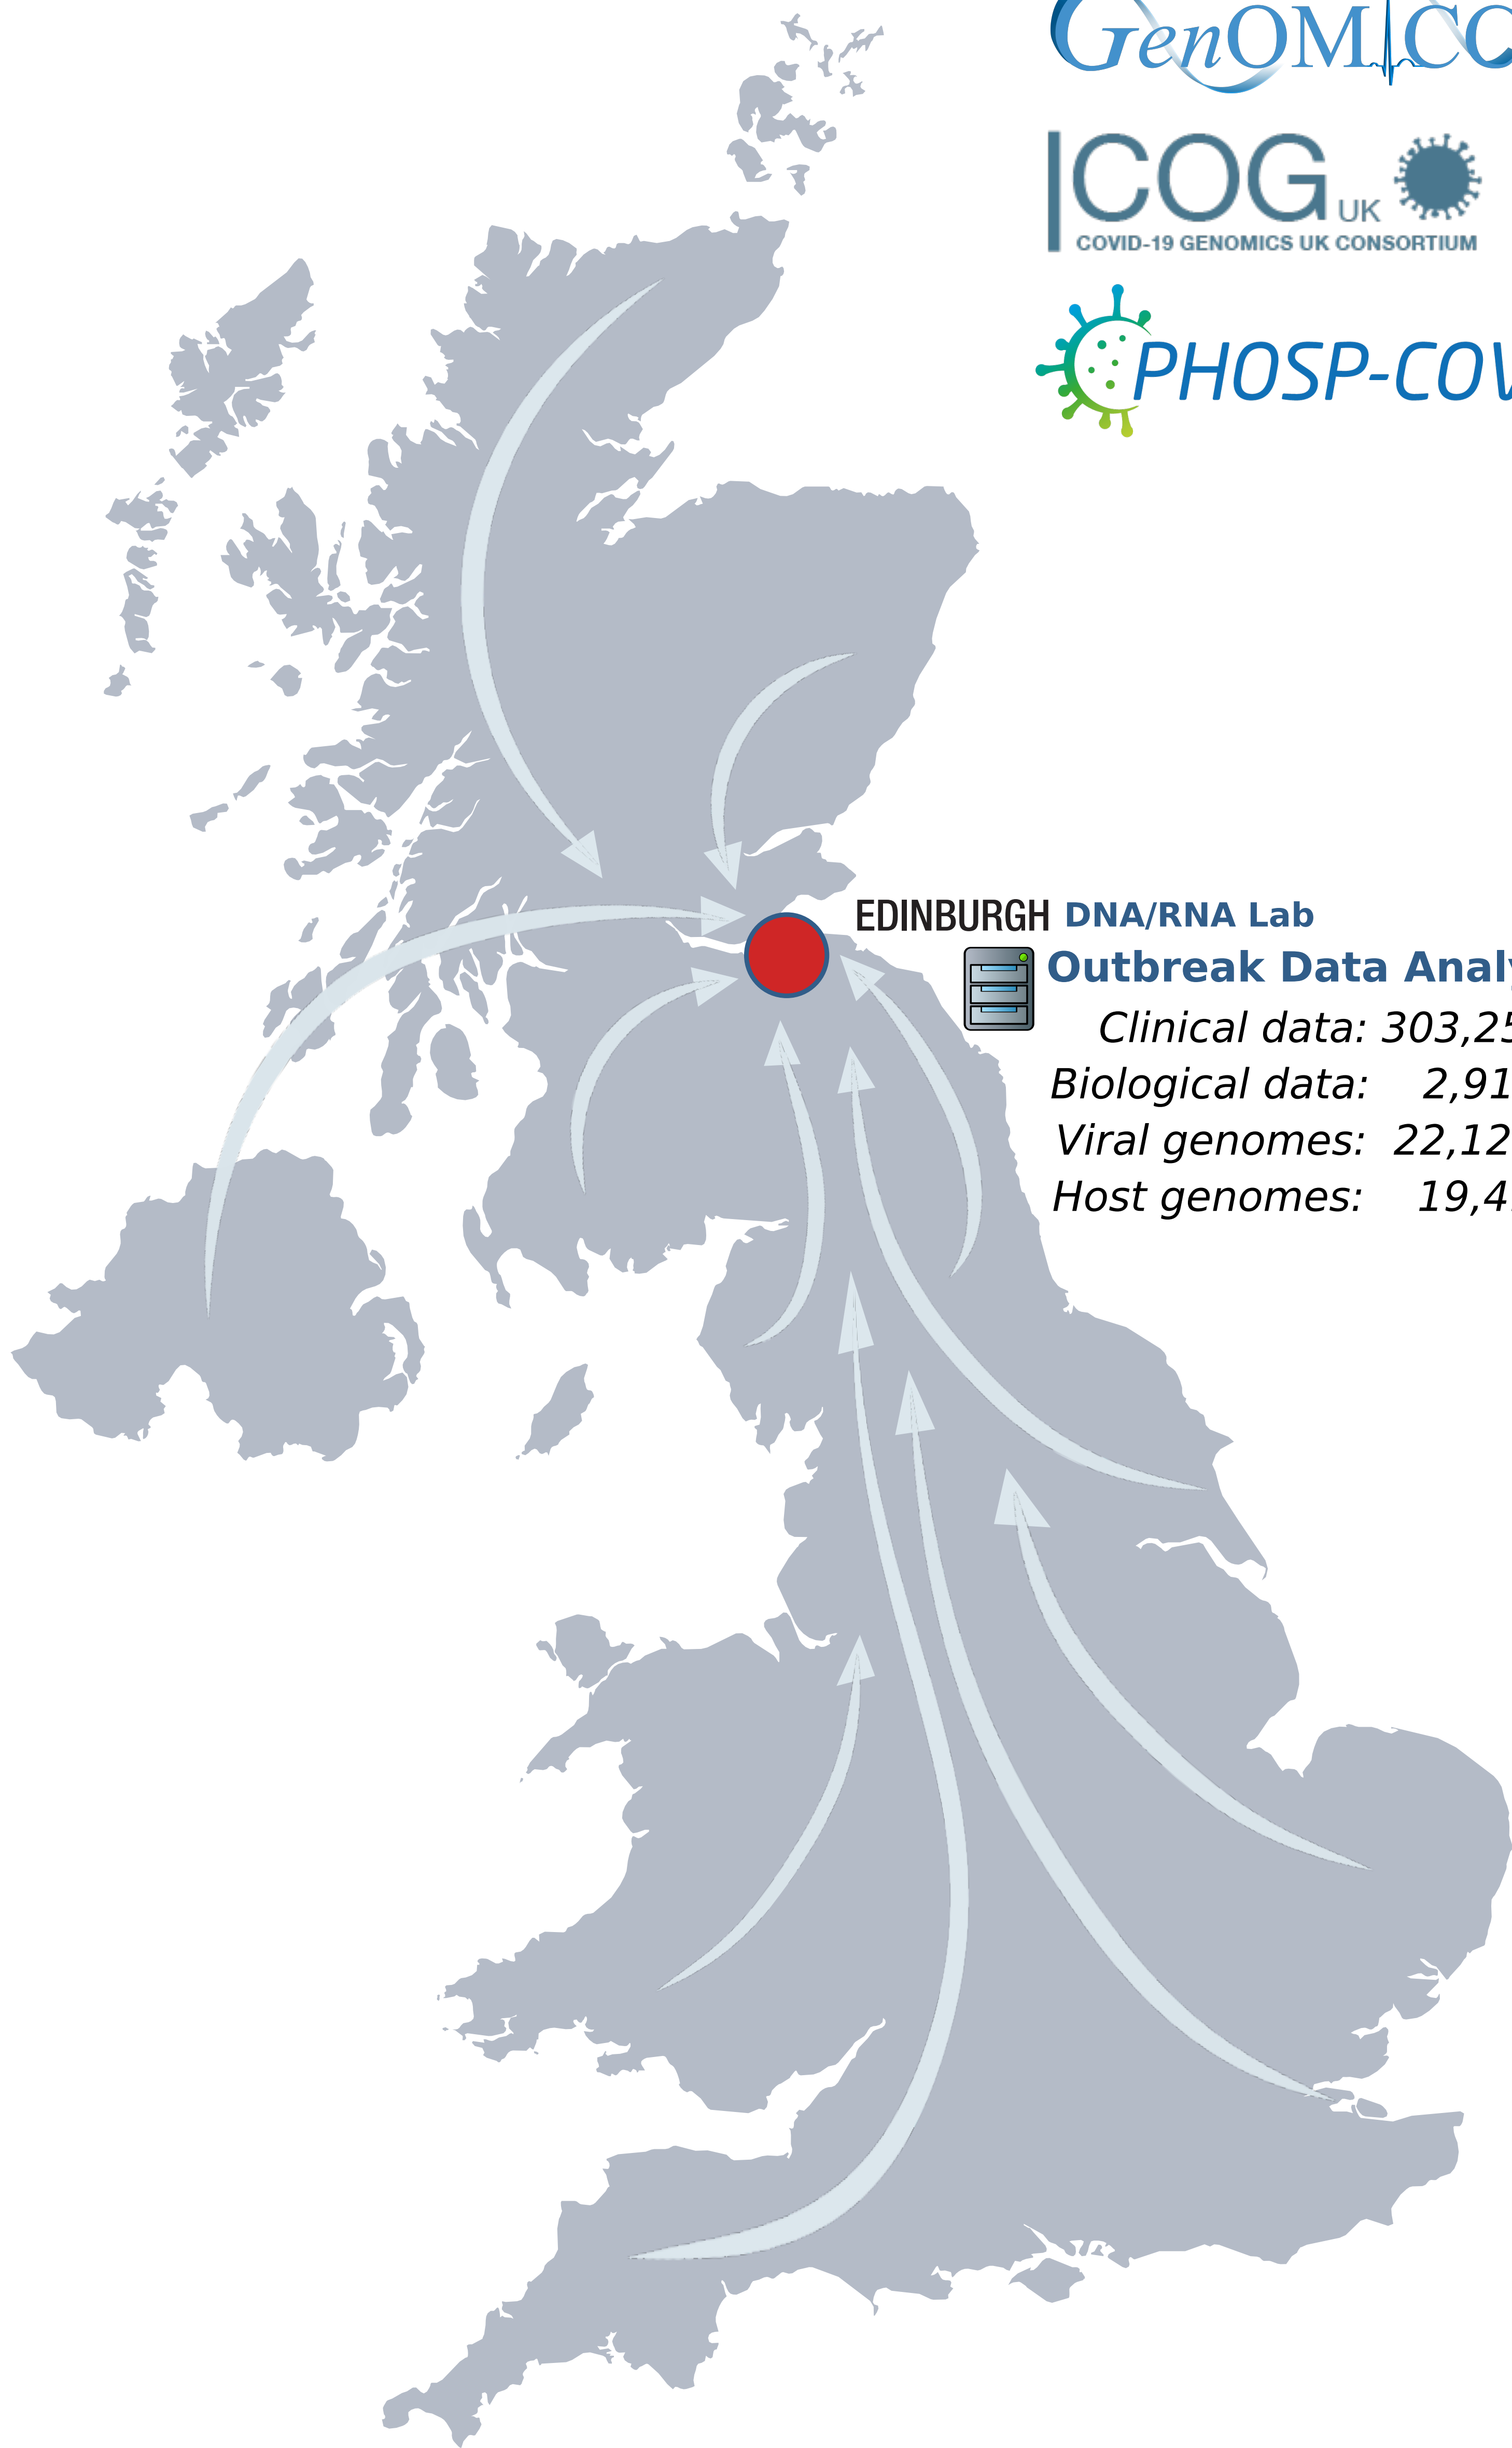 GenOMICC
COG UK
COVID-19 GENOMICS UK CONSORTIUM
PHOSP-COV
EDINBURGH DNA/RNA Lab
Outbreak Data Analy
Clinical data: 303,25
Biological data: 2,91
Viral genomes: 22,12
Host genomes: 19,4